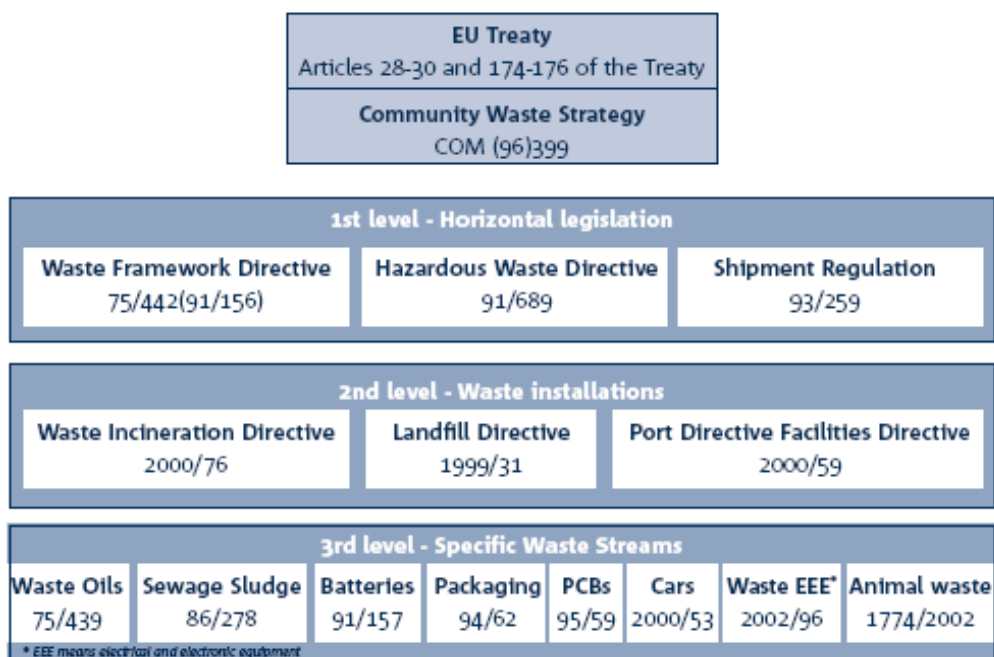 EU Treaty
Articles 28-30 and 174-176 of the Treaty
Community Waste Strategy
COM (96)399
1st level - Horizontal legislation
Waste Framework Directive
75/442(91/156)
Hazardous Waste Directive
91/689
Shipment Regulation
93/259
2nd level - Waste installations
Waste Incineration Directive
2000/76
Landfill Directive
1999/31
Port Directive Facilities Directive
2000/59
3rd level - Specific Waste Streams
Waste Oils
75/439
Sewage Sludge
86/278
Batteries
91/157
Packaging
94/62
PCBs
95/59
Cars
2000/53
Waste EEE*
2002/96
Animal waste
1774/2002
* EEE means electrical and electronic equipment